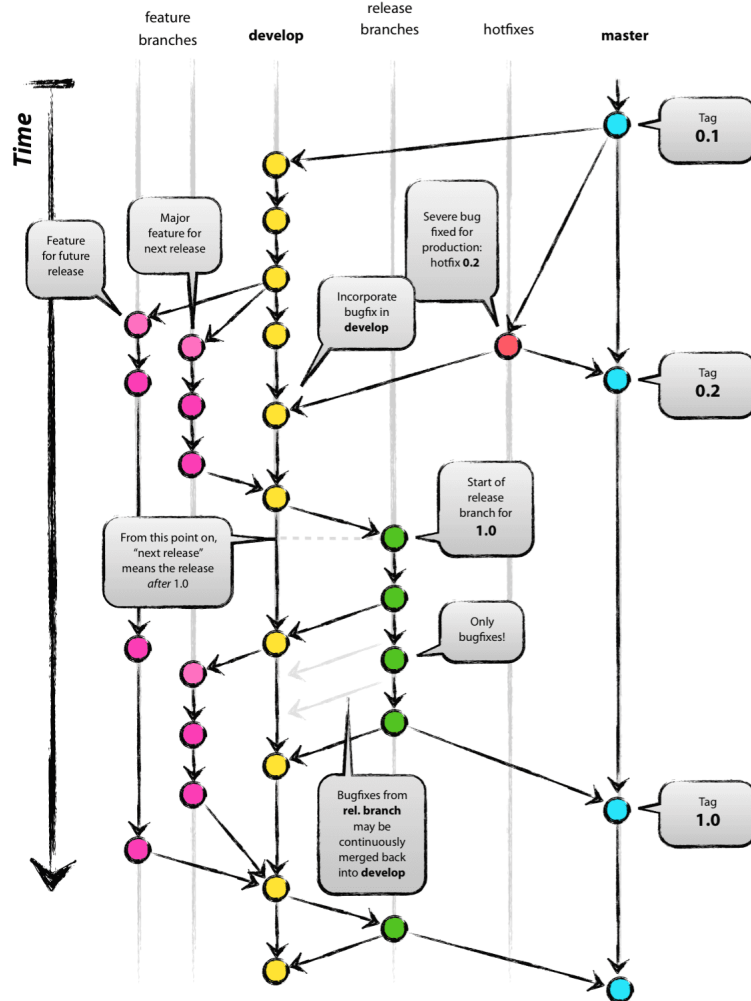 feature
branches
develop
release
branches
hotfixes
master
Time
Tag
0.1
Major
feature for
next release
Feature
for future
release
Severe bug
fixed for
production:
hotfix 0.2
Incorporate
bugfix in
develop
Tag
0.2
Start of
release
branch for
1.0
From this point on,
“next release”
means the release
after 1.0
Only
bugfixes!
Bugfixes from
rel. branch
may be
continuously
merged back
into develop
Tag
1.0